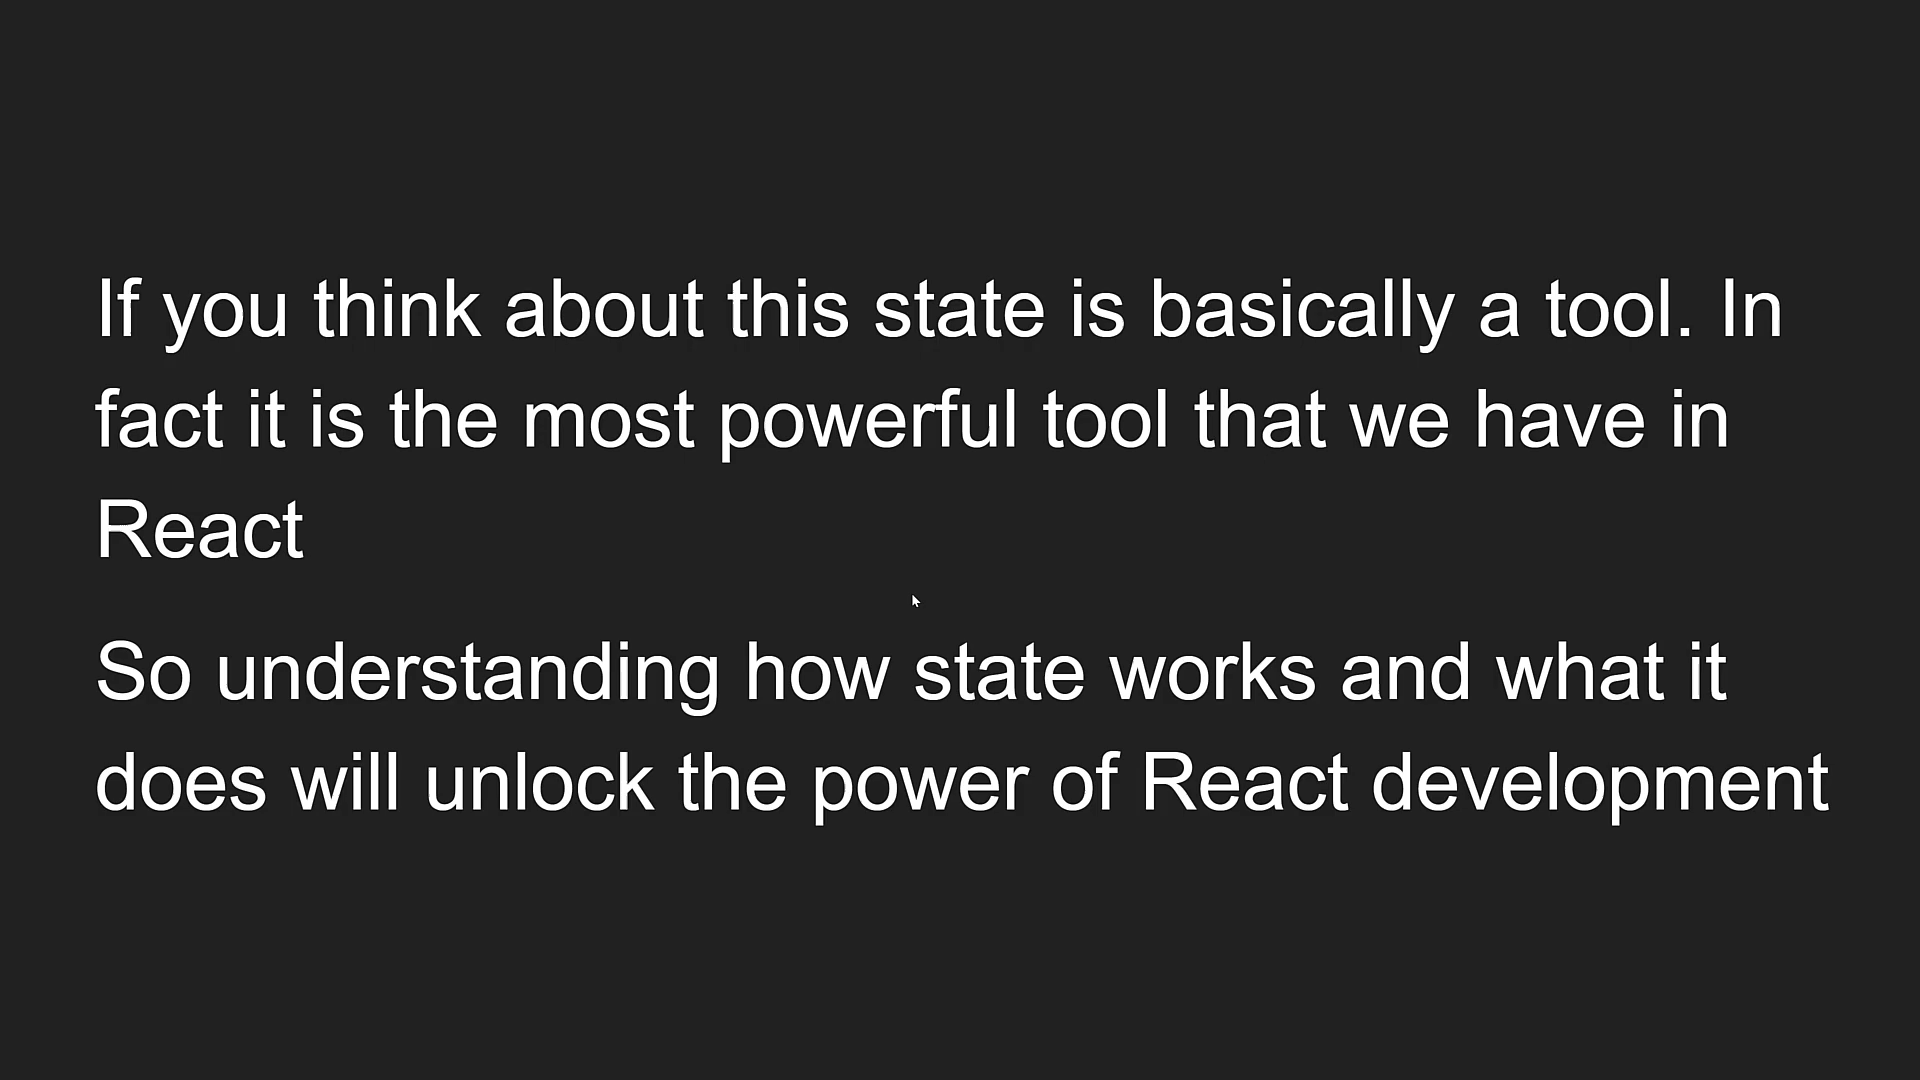 If you think about this state is basically a tool. In
fact it is the most powerful tool that we have in
React
So understanding how state works and what it
does will unlock the power of React development